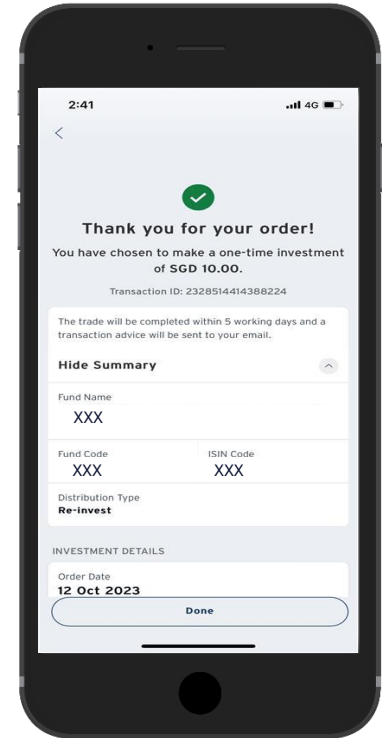 2:41
4G
Thank you for your order!
You have chosen to make a one-time investment
of SGD 10.00.
Transaction ID: 2328514414388224
The trade will be completed within 5 working days and a
transaction advice will be sent to your email.
Hide Summary
Fund Name
XXX
Fund Code
ISIN Code
XXX
XXX
Distribution Type
Re-invest
INVESTMENT DETAILS
Order Date
12 Oct 2023
Done